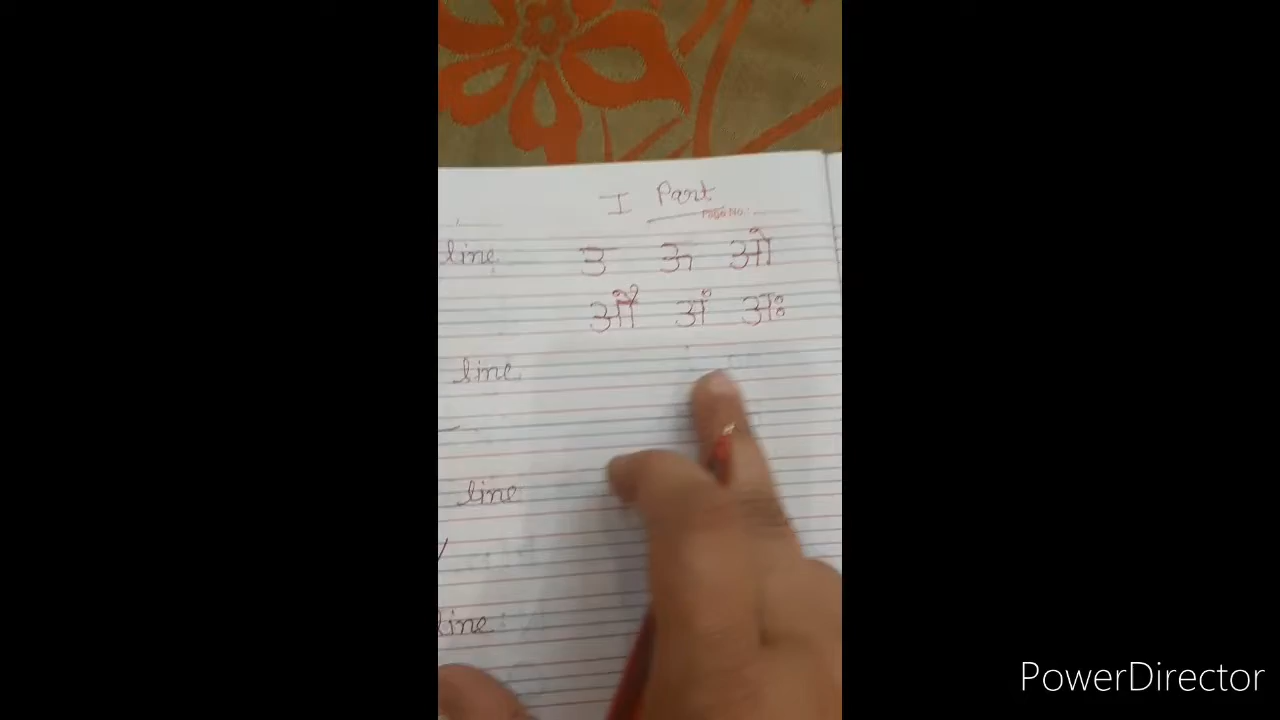 I Part
Page No.:
line उ ऊ ओ
औ अं अः
line
line
line
PowerDirector